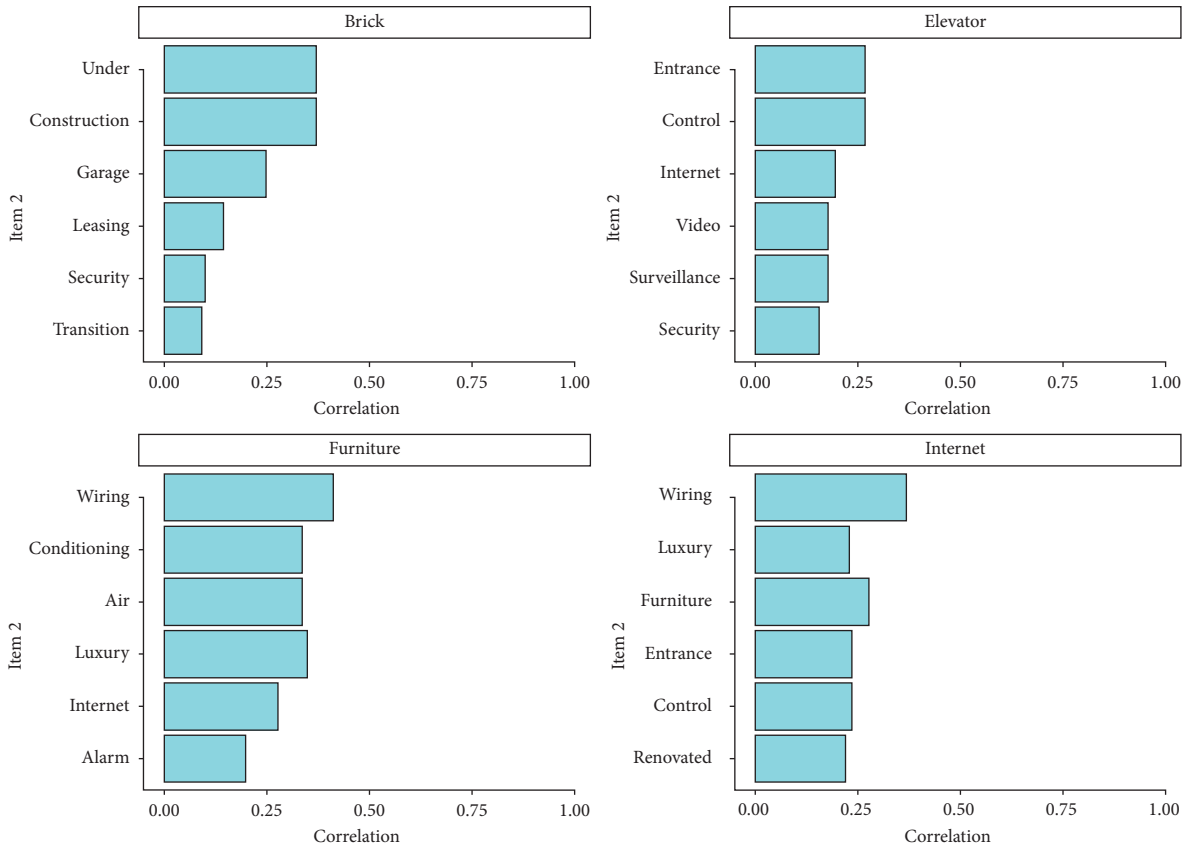 Brick
Under
Construction
Garage
Leasing
Security
Transition
Item 2
0.00 0.25 0.50 0.75 1.00
Correlation
Elevator
Entrance
Control
Internet
Video
Surveillance
Security
Item 2
0.00 0.25 0.50 0.75 1.00
Correlation
Furniture
Wiring
Conditioning
Air
Luxury
Internet
Alarm
Item 2
0.00 0.25 0.50 0.75 1.00
Correlation
Internet
Wiring
Luxury
Furniture
Entrance
Control
Renovated
Item 2
0.00 0.25 0.50 0.75 1.00
Correlation